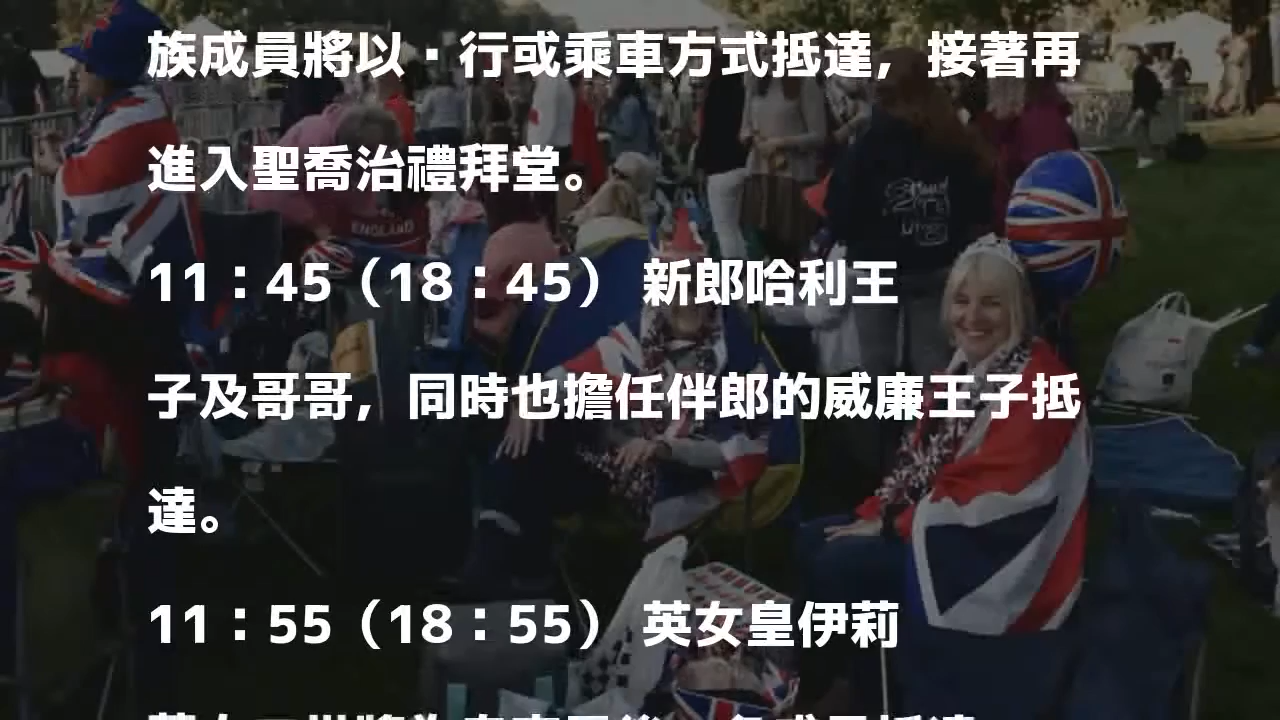 族成員將以·行或乘車方式抵達，接著再
進入聖喬治禮拜堂。
11：45（18：45） 新郎哈利王
子及哥哥，同時也擔任伴郎的威廉王子抵
達。
11：55（18：55） 英女皇伊莉
ENGLAND